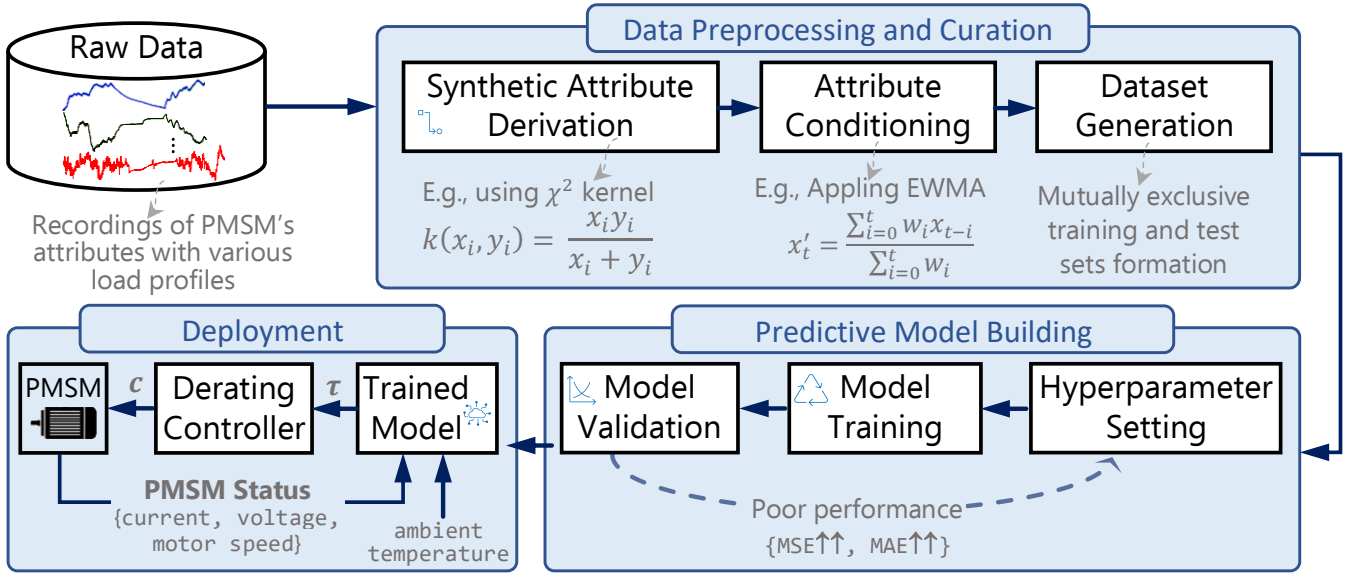 Raw Data
Recordings of PMSM's
attributes with various
load profiles
Data Preprocessing and Curation
Synthetic Attribute
Derivation
E.g., using χ² kernel
k(xᵢ, yᵢ) = xᵢyᵢ / (xᵢ + yᵢ)
Attribute
Conditioning
E.g., Appling EWMA
x′ₜ = ∑ᵗᵢ₌₀ wᵢxₜ₋ᵢ / ∑ᵗᵢ₌₀ wᵢ
Dataset
Generation
Mutually exclusive
training and test
sets formation
Deployment
PMSM
c
Derating
Controller
τ
Trained
Model
PMSM Status
{current, voltage,
motor speed}
ambient
temperature
Predictive Model Building
Model
Validation
Model
Training
Hyperparameter
Setting
Poor performance
{MSE↑↑, MAE↑↑}